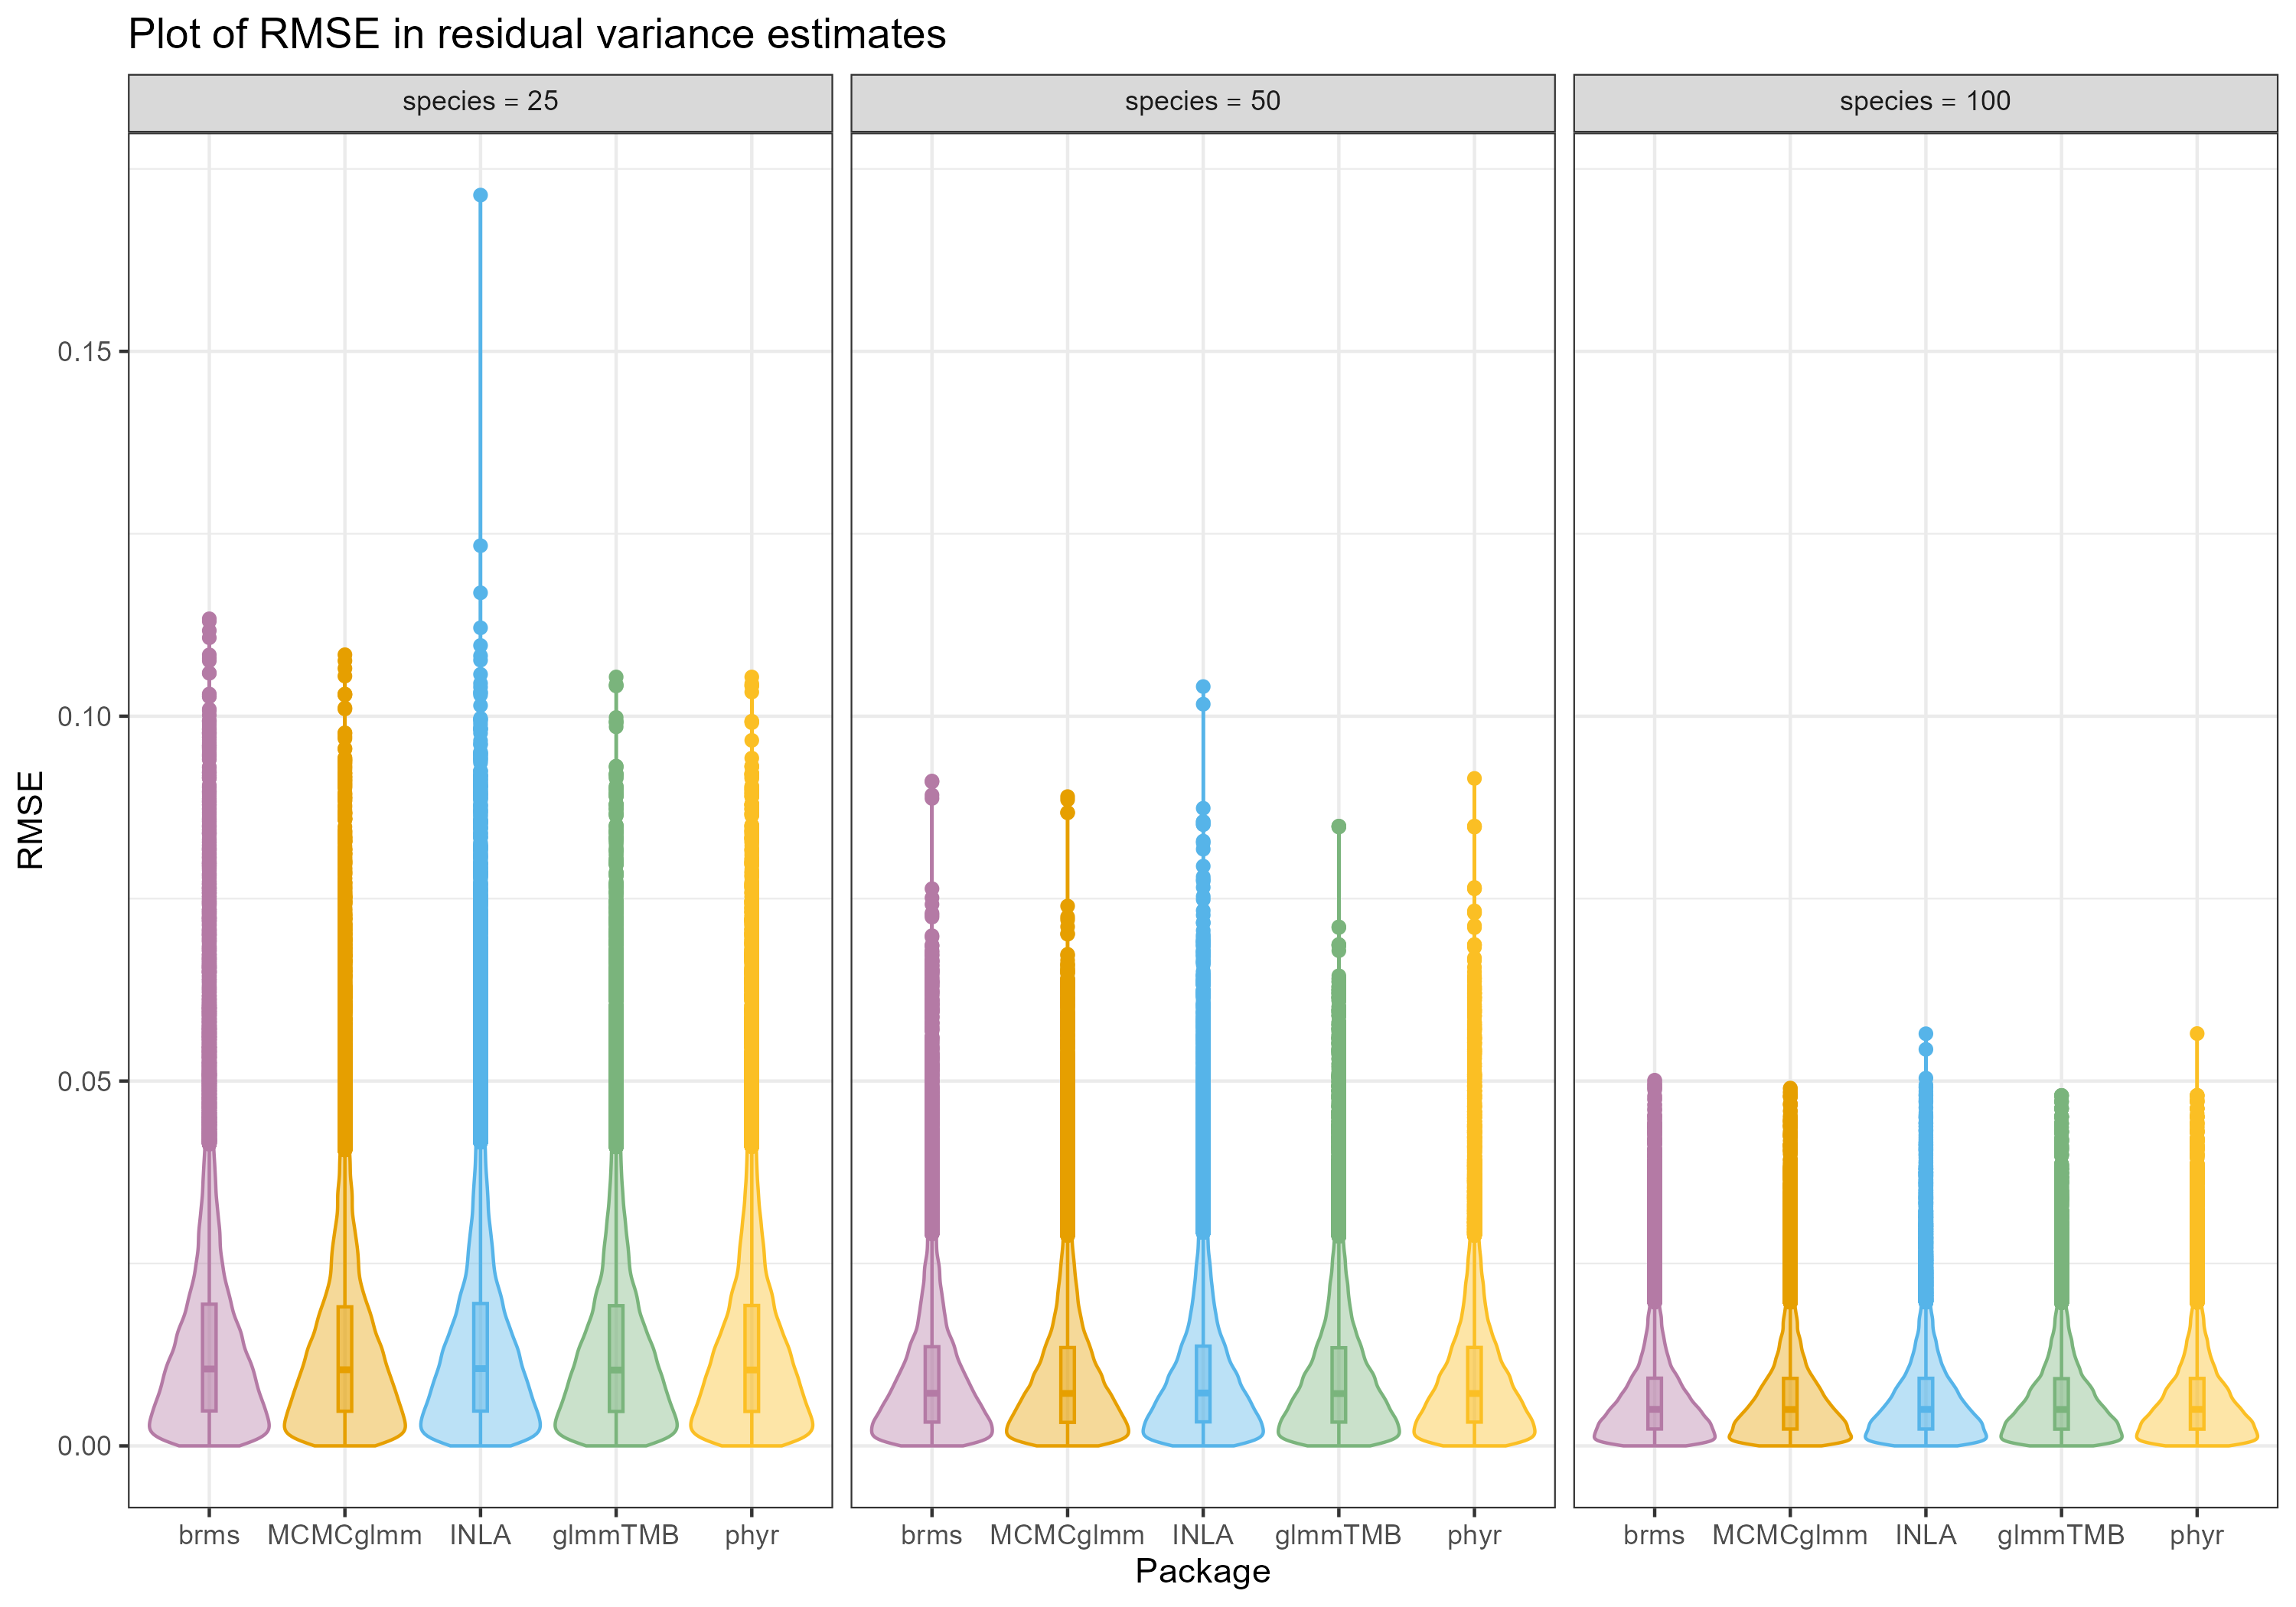 Plot of RMSE in residual variance estimates
species = 25
species = 50
species = 100
0.15
0.10
0.05
0.00
RMSE
brms MCMCglmm INLA glmmTMB phyr
brms MCMCglmm INLA glmmTMB phyr
brms MCMCglmm INLA glmmTMB phyr
Package